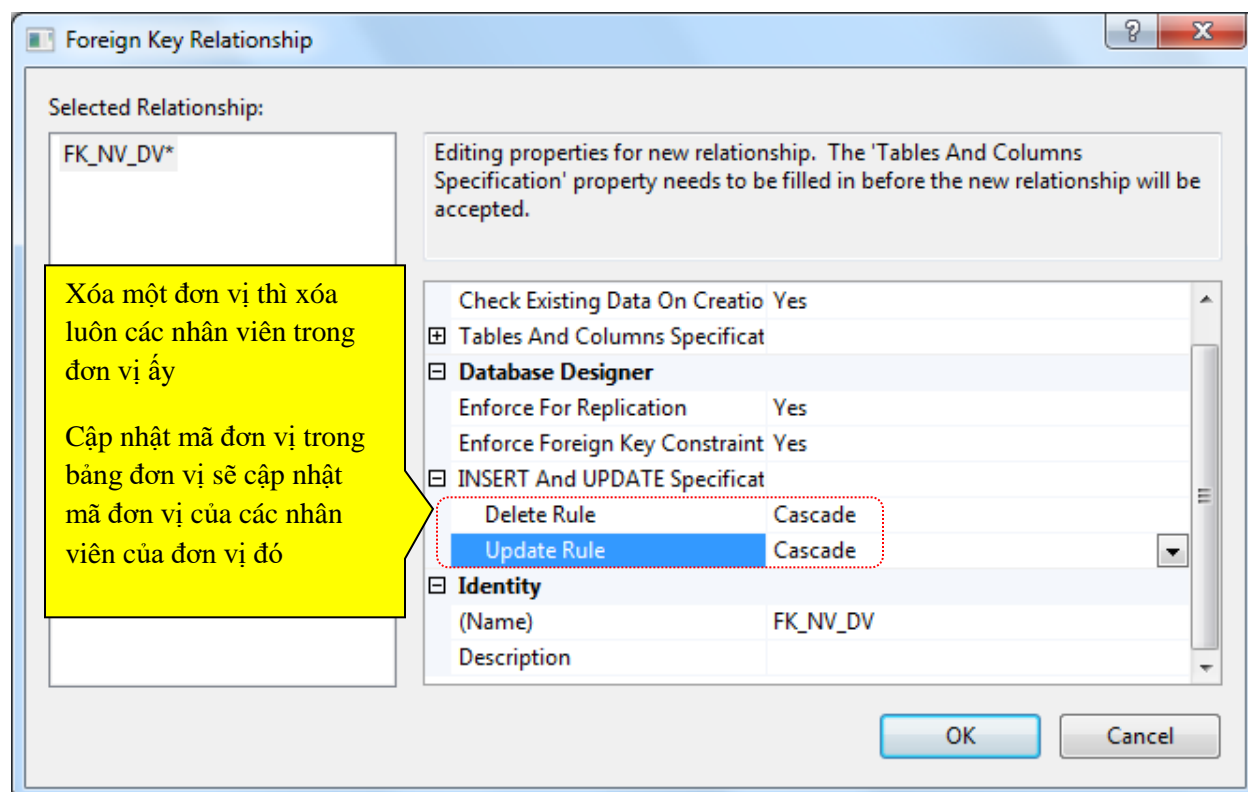 Foreign Key Relationship
Selected Relationship:
FK_NV_DV*
Editing properties for new relationship. The 'Tables And Columns
Specification' property needs to be filled in before the new relationship will be
accepted.
Xóa một đơn vị thì xóa
luôn các nhân viên trong
đơn vị ấy
Cập nhật mã đơn vị trong
bảng đơn vị sẽ cập nhật
mã đơn vị của các nhân
viên của đơn vị đó
Check Existing Data On Creatio Yes
Tables And Columns Specificat
Database Designer
Enforce For Replication Yes
Enforce Foreign Key Constraint Yes
INSERT And UPDATE Specificat
Delete Rule Cascade
Update Rule Cascade
Identity
(Name) FK_NV_DV
Description
OK Cancel